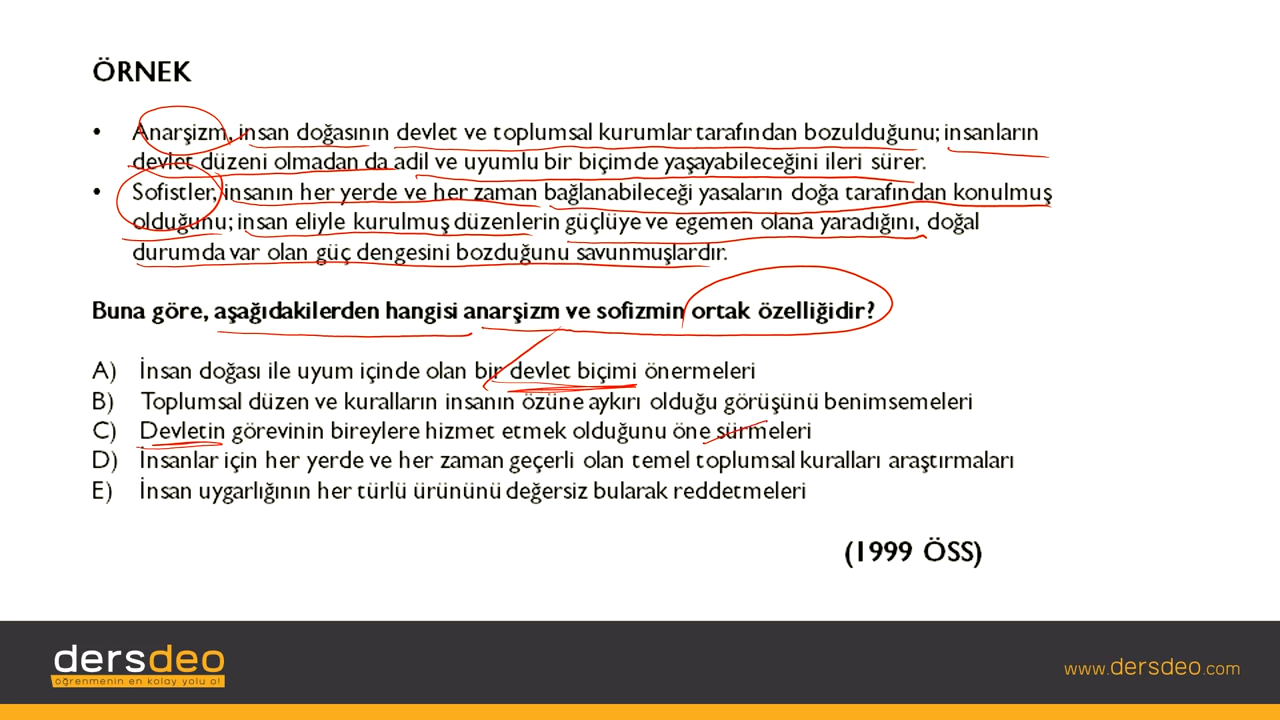 ÖRNEK
• Anarşizm, insan doğasının devlet ve toplumsal kurumlar tarafından bozulduğunu; insanların
devlet düzeni olmadan da adil ve uyumlu bir biçimde yaşayabileceğini ileri sürer.
• Sofistler, insanın her yerde ve her zaman bağlanabileceği yasaların doğa tarafından konulmuş
olduğunu; insan eliyle kurulmuş düzenlerin güçlüye ve egemen olana yaradığını, doğal
durumda var olan güç dengesini bozduğunu savunmuşlardır.
Buna göre, aşağıdakilerden hangisi anarşizm ve sofizmin ortak özelliğidir?
A) İnsan doğası ile uyum içinde olan bir devlet biçimi önermeleri
B) Toplumsal düzen ve kuralların insanın özüne aykırı olduğu görüşünü benimsemeleri
C) Devletin görevinin bireylere hizmet etmek olduğunu öne sürmeleri
D) İnsanlar için her yerde ve her zaman geçerli olan temel toplumsal kuralları araştırmaları
E) İnsan uygarlığının her türlü ürününü değersiz bularak reddetmeleri
(1999 ÖSS)
dersdeo
öğrenmenin en kolay yolu o!
www.dersdeo.com